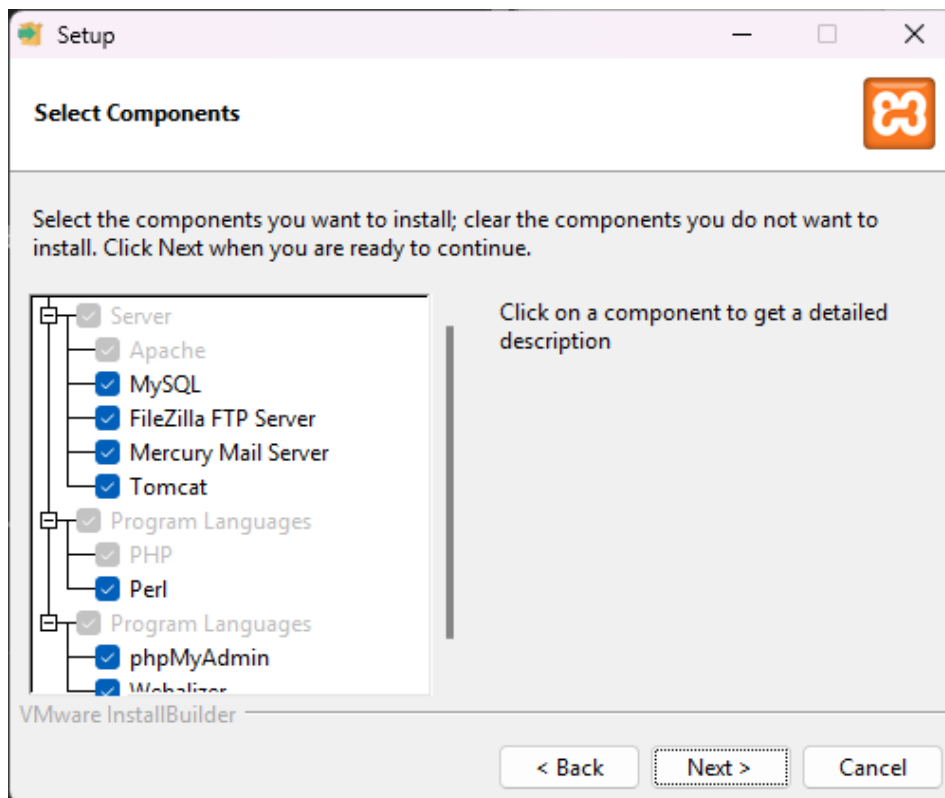 Setup
Select Components
Select the components you want to install; clear the components you do not want to
install. Click Next when you are ready to continue.
Server
Apache
MySQL
FileZilla FTP Server
Mercury Mail Server
Tomcat
Program Languages
PHP
Perl
Program Languages
phpMyAdmin
Webalizer
Click on a component to get a detailed
description
VMware InstallBuilder
< Back
Next >
Cancel